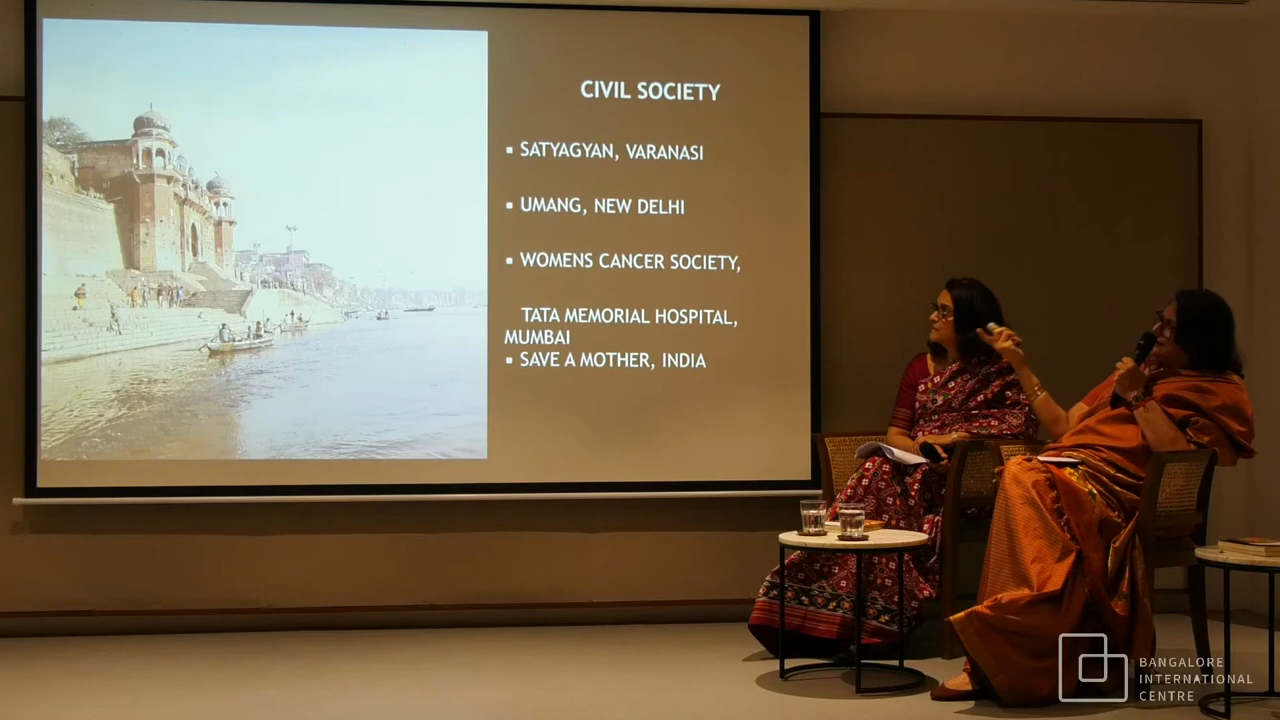 CIVIL SOCIETY
▪ SATYAGYAN, VARANASI
▪ UMANG, NEW DELHI
▪ WOMENS CANCER SOCIETY,
TATA MEMORIAL HOSPITAL,
MUMBAI
▪ SAVE A MOTHER, INDIA
BANGALORE
INTERNATIONAL
CENTRE